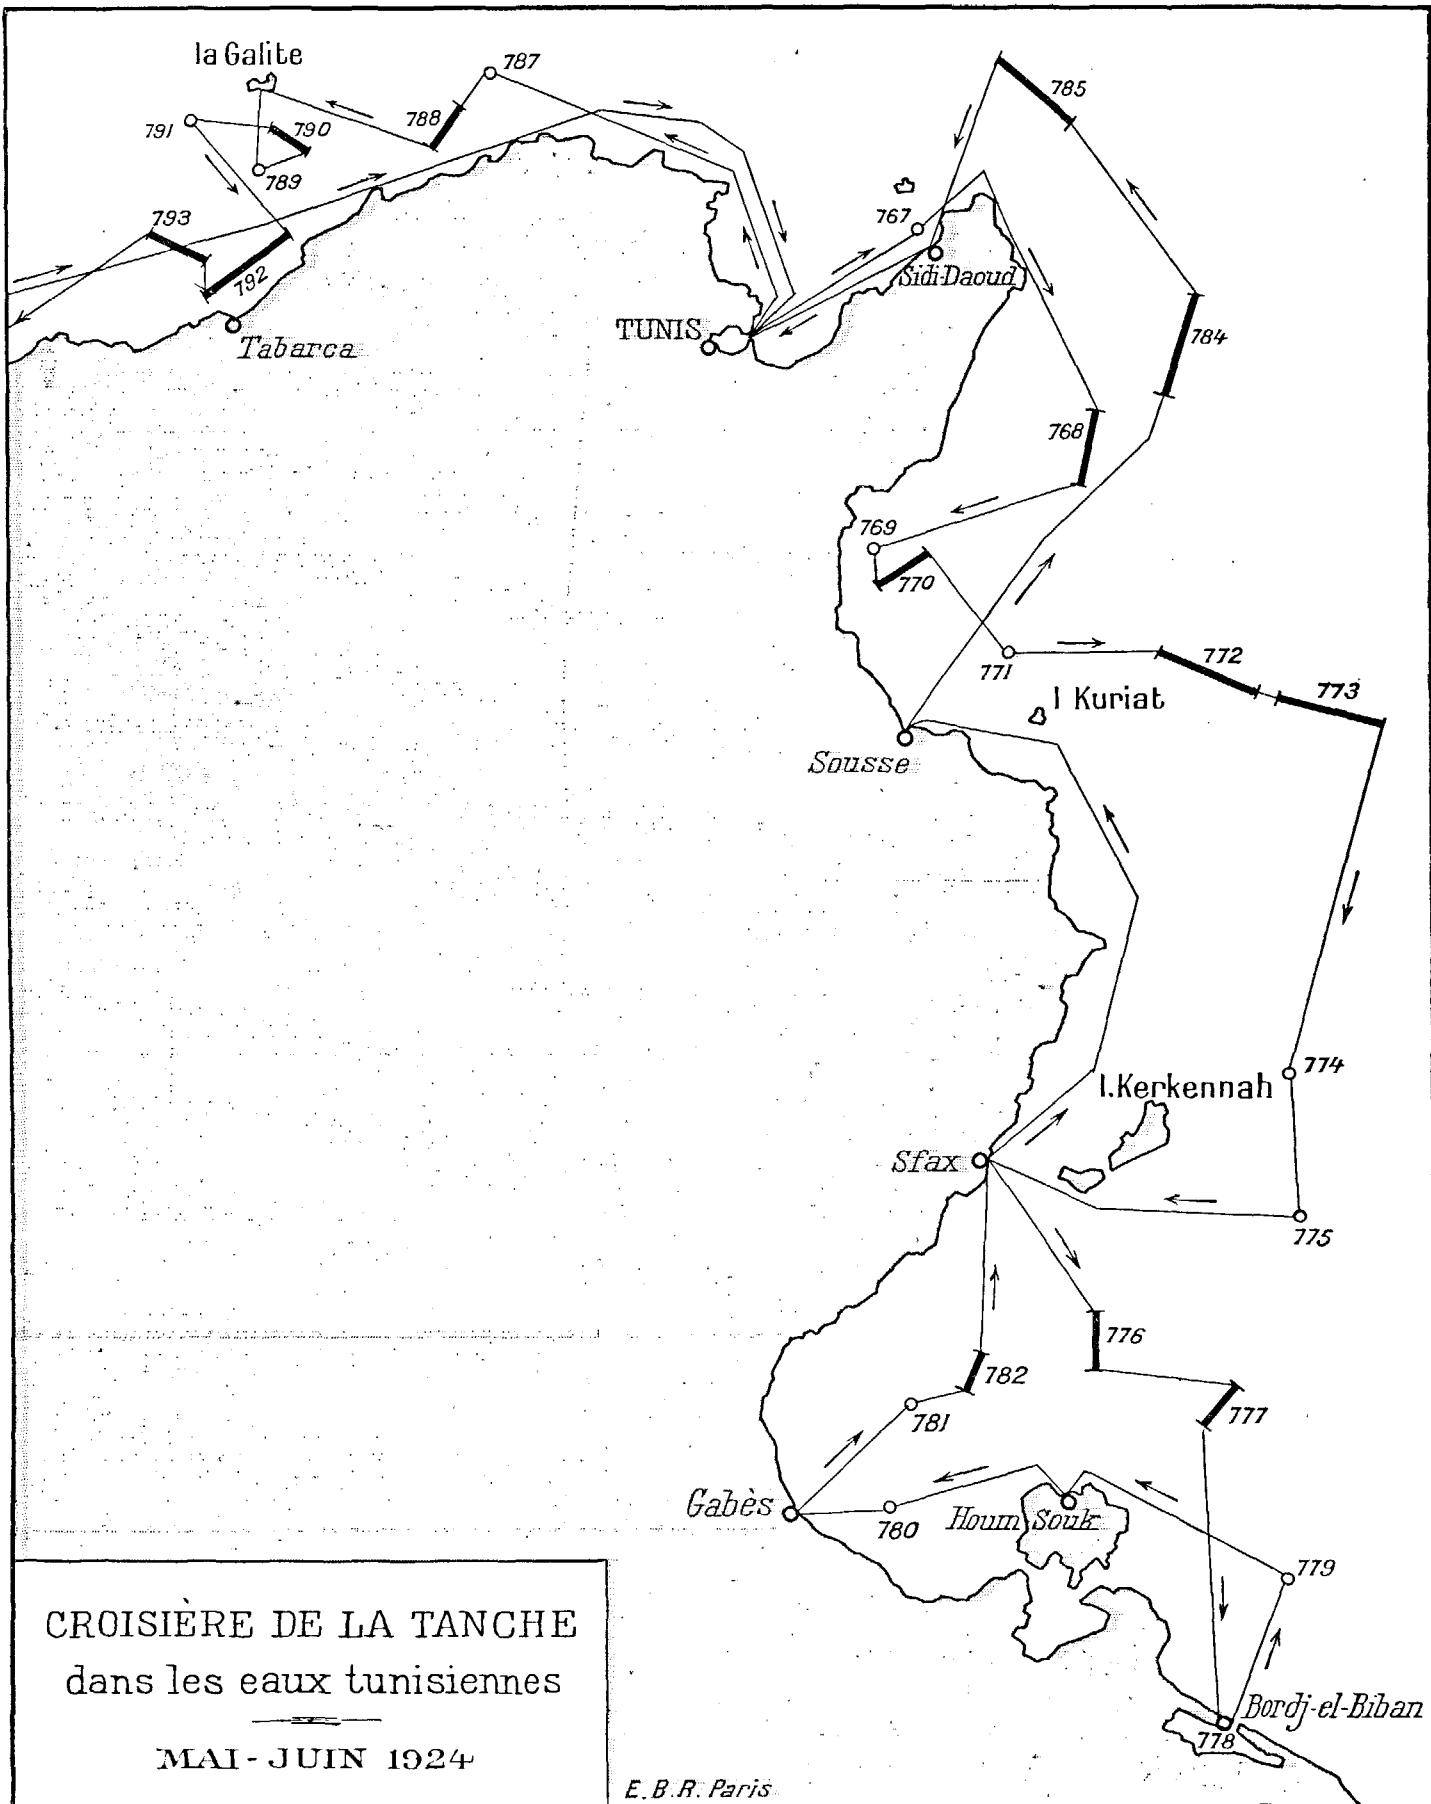 la Galite
787
785
788
791
790
789
767
793
Sidi-Daoud
792
TUNIS
784
Tabarca
768
769
770
771
772
773
I Kuriat
Sousse
774
I.Kerkennah
Sfax
775
776
782
781
777
Gabès
780
Houm Souk
779
CROISIÈRE DE LA TANCHE
dans les eaux tunisiennes
MAI - JUIN 1924
Bordj-el-Biban
778
E.B.R. Paris